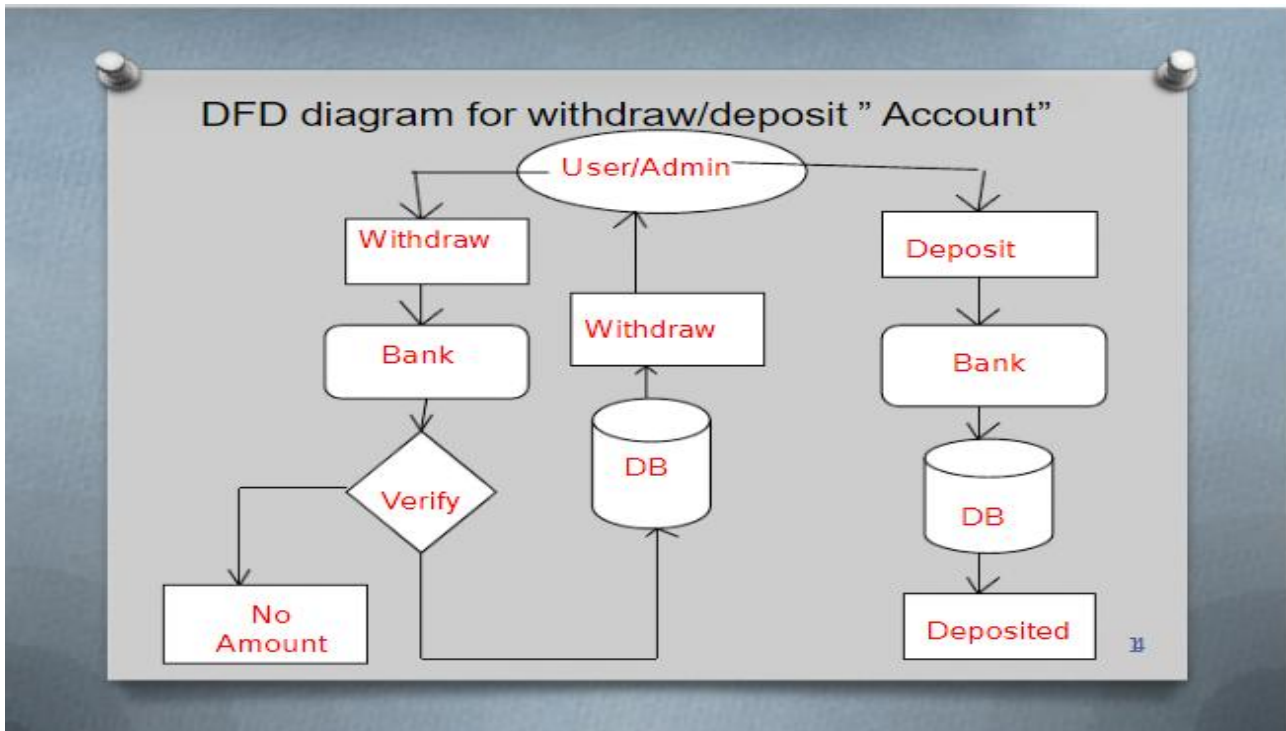 DFD diagram for withdraw/deposit ” Account”
User/Admin
Withdraw
Deposit
Withdraw
Bank
Bank
DB
Verify
DB
No
Amount
Deposited